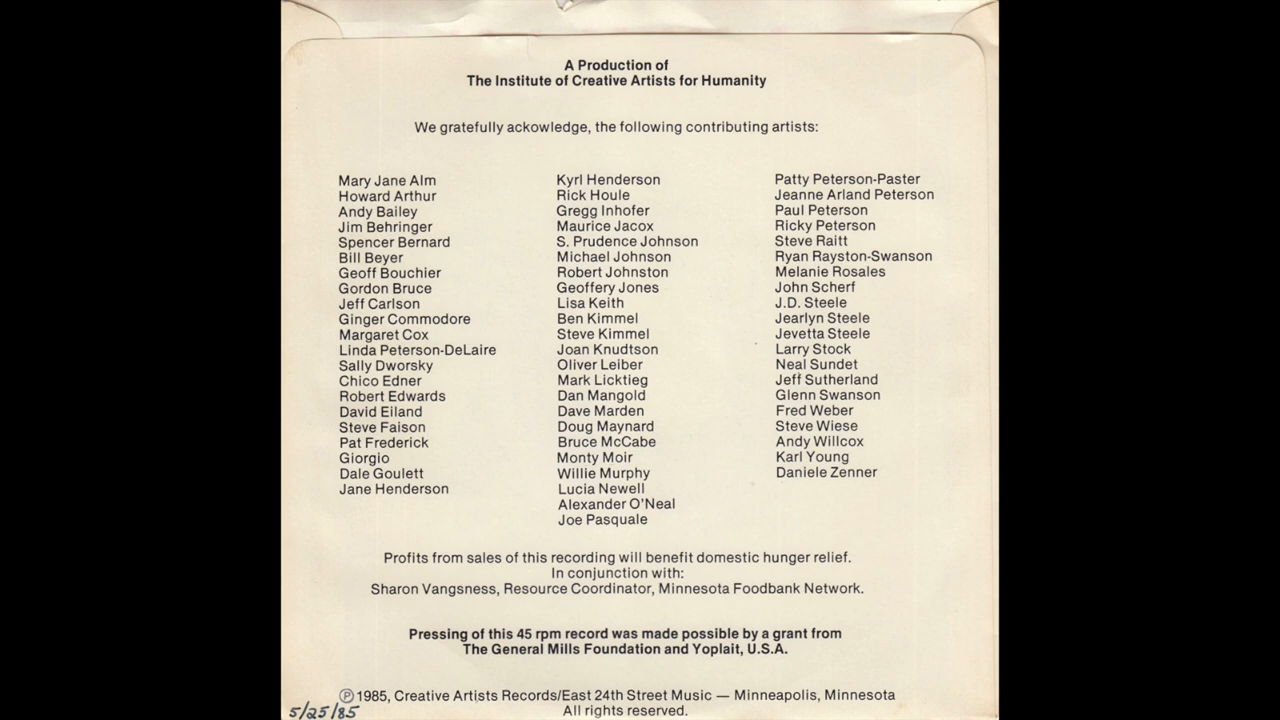 A Production of
The Institute of Creative Artists for Humanity
We gratefully ackowledge, the following contributing artists:
Mary Jane Alm
Howard Arthur
Andy Bailey
Jim Behringer
Spencer Bernard
Bill Beyer
Geoff Bouchier
Gordon Bruce
Jeff Carlson
Ginger Commodore
Margaret Cox
Linda Peterson-DeLaire
Sally Dworsky
Chico Edner
Robert Edwards
David Eiland
Steve Faison
Pat Frederick
Giorgio
Dale Goulett
Jane Henderson
Kyrl Henderson
Rick Houle
Gregg Inhofer
Maurice Jacox
S. Prudence Johnson
Michael Johnson
Robert Johnston
Geoffery Jones
Lisa Keith
Ben Kimmel
Steve Kimmel
Joan Knudtson
Oliver Leiber
Mark Licktieg
Dan Mangold
Dave Marden
Doug Maynard
Bruce McCabe
Monty Moir
Willie Murphy
Lucia Newell
Alexander O'Neal
Joe Pasquale
Patty Peterson-Paster
Jeanne Arland Peterson
Paul Peterson
Ricky Peterson
Steve Raitt
Ryan Rayston-Swanson
Melanie Rosales
John Scherf
J.D. Steele
Jearlyn Steele
Jevetta Steele
Larry Stock
Neal Sundet
Jeff Sutherland
Glenn Swanson
Fred Weber
Steve Wiese
Andy Willcox
Karl Young
Daniele Zenner
Profits from sales of this recording will benefit domestic hunger relief.
In conjunction with:
Sharon Vangsness, Resource Coordinator, Minnesota Foodbank Network.
Pressing of this 45 rpm record was made possible by a grant from
The General Mills Foundation and Yoplait, U.S.A.
℗ 1985, Creative Artists Records/East 24th Street Music — Minneapolis, Minnesota
All rights reserved.
5/25/85